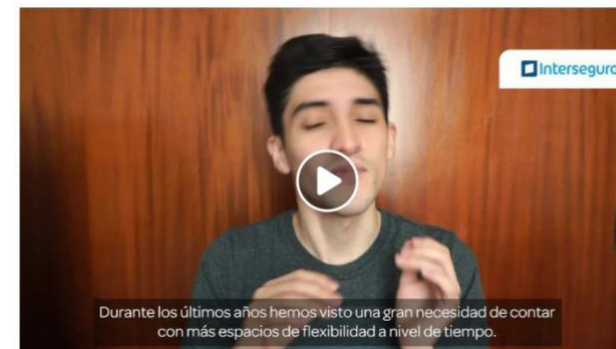 Interseguro
Durante los últimos años hemos visto una gran necesidad de contar
con más espacios de flexibilidad a nivel de tiempo.